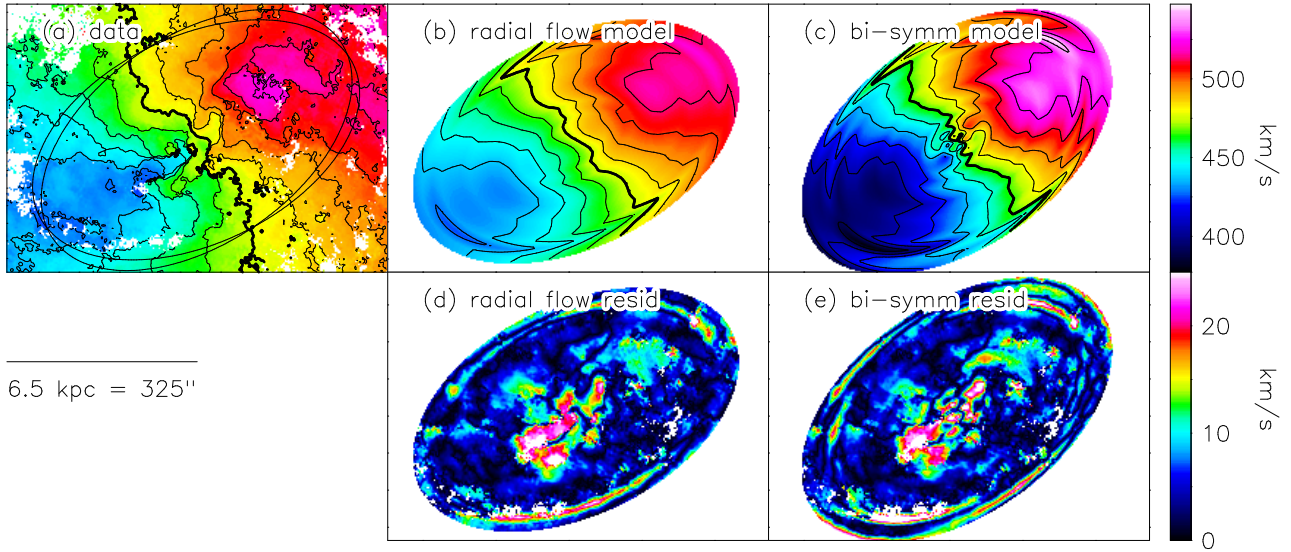 (a) data
(b) radial flow model
(c) bi-symm model
500
450
400
km/s
(d) radial flow resid
(e) bi-symm resid
20
10
0
km/s
6.5 kpc = 325"